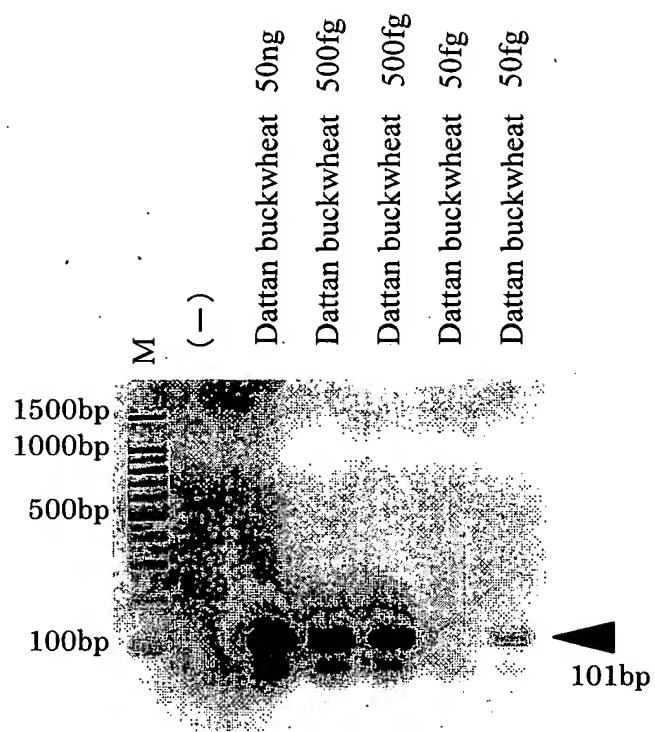 M
(−)
Dattan buckwheat 50ng
Dattan buckwheat 500fg
Dattan buckwheat 500fg
Dattan buckwheat 50fg
Dattan buckwheat 50fg
1500bp
1000bp
500bp
100bp
101bp